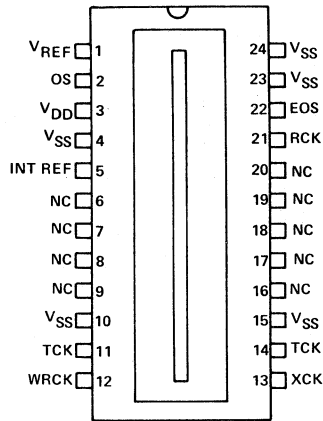 VREF 1 24 VSS
OS 2 23 VSS
VDD 3 22 EOS
VSS 4 21 RCK
INT REF 5 20 NC
NC 6 19 NC
NC 7 18 NC
NC 8 17 NC
NC 9 16 NC
VSS 10 15 VSS
TCK 11 14 TCK
WRCK 12 13 XCK